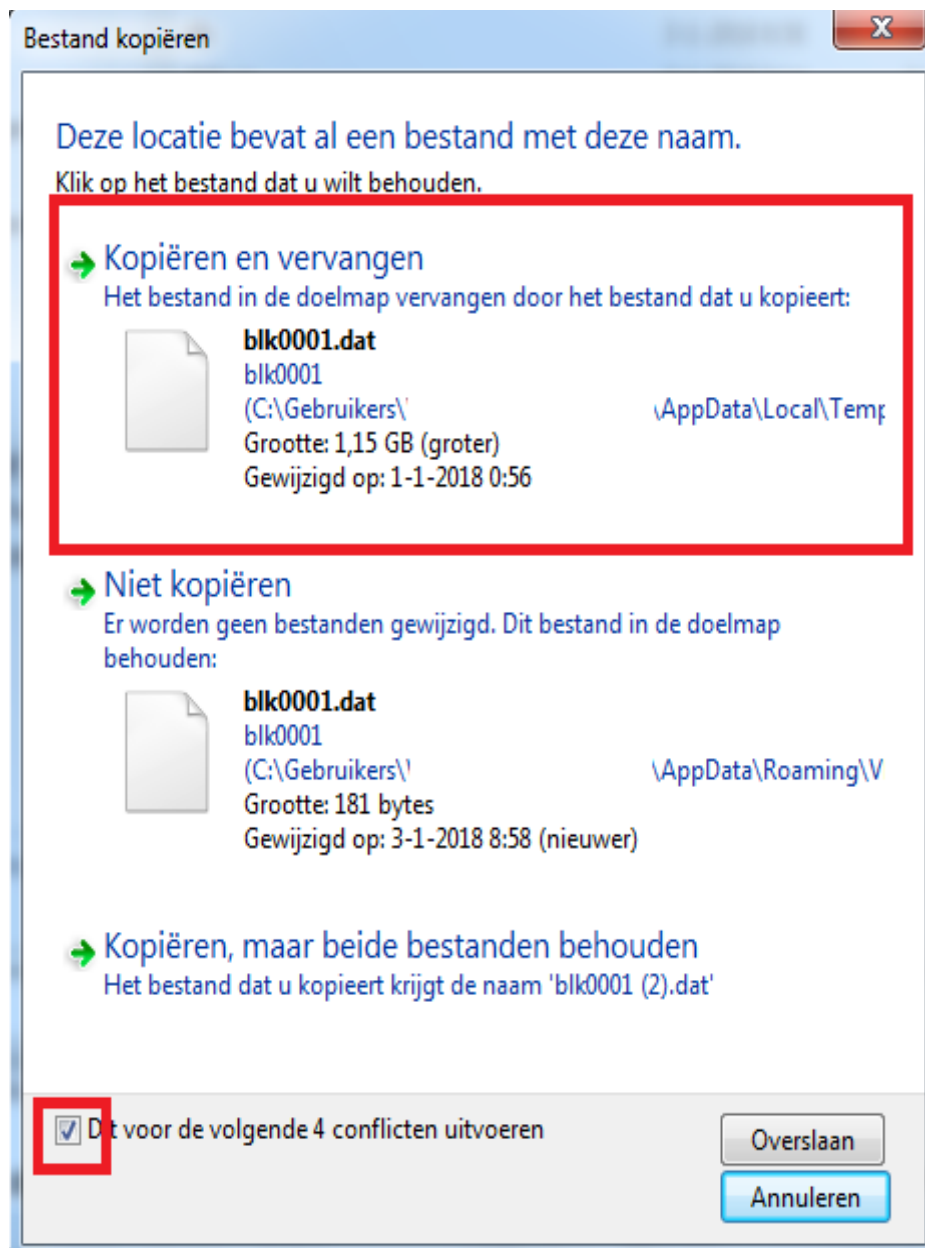 Bestand kopiëren
Deze locatie bevat al een bestand met deze naam.
Klik op het bestand dat u wilt behouden.
Kopiëren en vervangen
Het bestand in de doelmap vervangen door het bestand dat u kopieert:
blk0001.dat
blk0001
(C:\Gebruikers\ \AppData\Local\Temp
Grootte: 1,15 GB (groter)
Gewijzigd op: 1-1-2018 0:56
Niet kopiëren
Er worden geen bestanden gewijzigd. Dit bestand in de doelmap
behouden:
blk0001.dat
blk0001
(C:\Gebruikers\ \AppData\Roaming\V
Grootte: 181 bytes
Gewijzigd op: 3-1-2018 8:58 (nieuwer)
Kopiëren, maar beide bestanden behouden
Het bestand dat u kopieert krijgt de naam 'blk0001 (2).dat'
Dit voor de volgende 4 conflicten uitvoeren
Overslaan
Annuleren